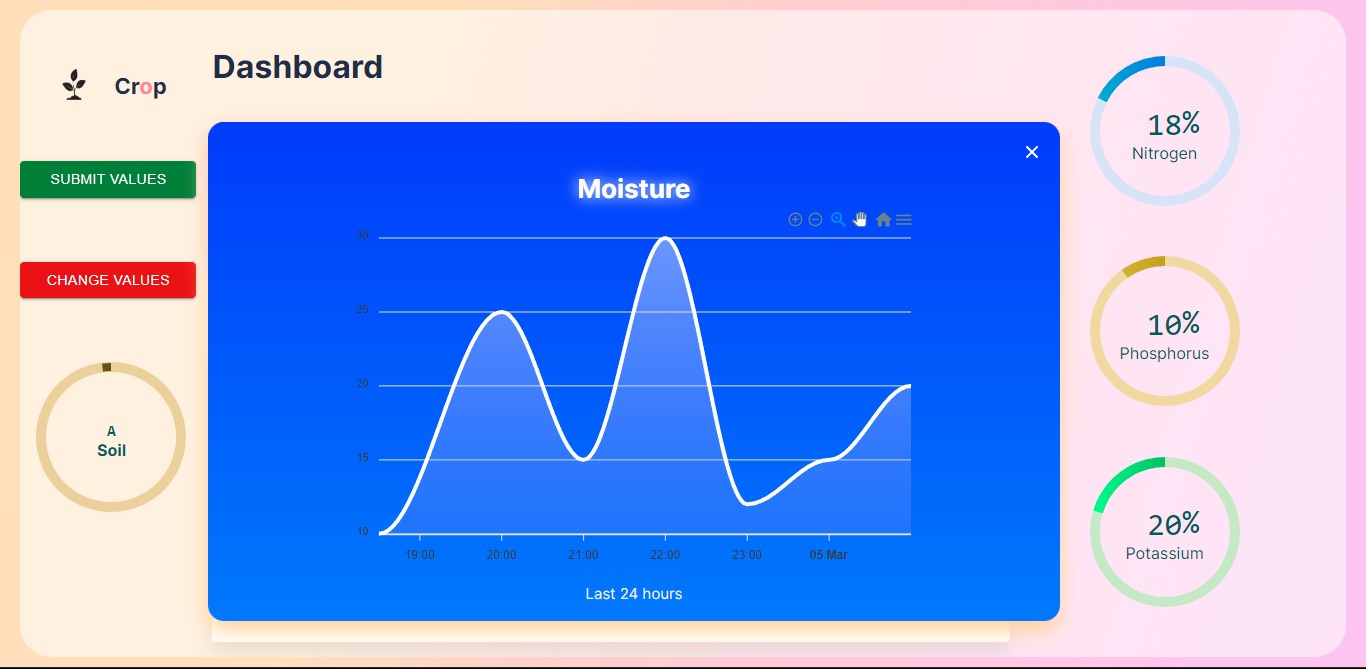 Crop
Dashboard
SUBMIT VALUES
CHANGE VALUES
A
Soil
Moisture
30
25
20
15
10
19:00
20:00
21:00
22:00
23:00
05 Mar
Last 24 hours
18%
Nitrogen
10%
Phosphorus
20%
Potassium